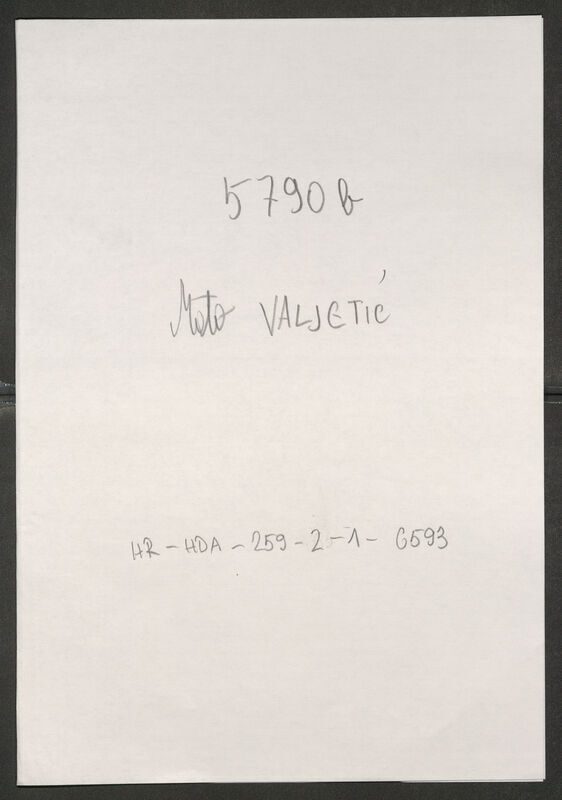 5790 b
Mato VALJETIĆ
HR-HDA-259-2-1- 6593